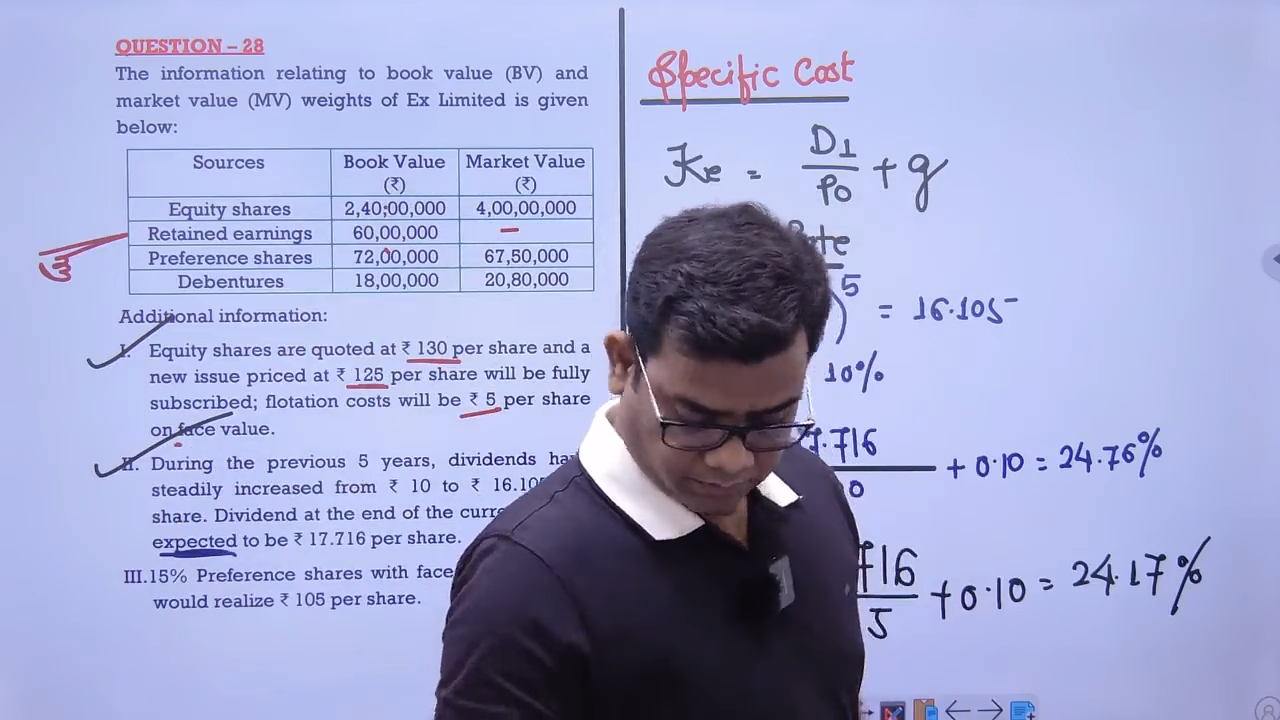 QUESTION – 28
The information relating to book value (BV) and
market value (MV) weights of Ex Limited is given
below:
Sources Book Value (₹) Market Value (₹)
Equity shares 2,40,00,000 4,00,00,000
Retained earnings 60,00,000 –
Preference shares 72,00,000 67,50,000
Debentures 18,00,000 20,80,000
Additional information:
I. Equity shares are quoted at ₹ 130 per share and a
new issue priced at ₹ 125 per share will be fully
subscribed; flotation costs will be ₹ 5 per share
on face value.
II. During the previous 5 years, dividends
steadily increased from ₹ 10 to
share. Dividend at the end of the
expected to be ₹ 17.716 per share.
III. 15% Preference shares with face
would realize ₹ 105 per share.
Specific Cost
Ke = D1/P0 + g
)^5 = 16.105
10%
+ 0.10 = 24.76%
+ 0.10 = 24.17%